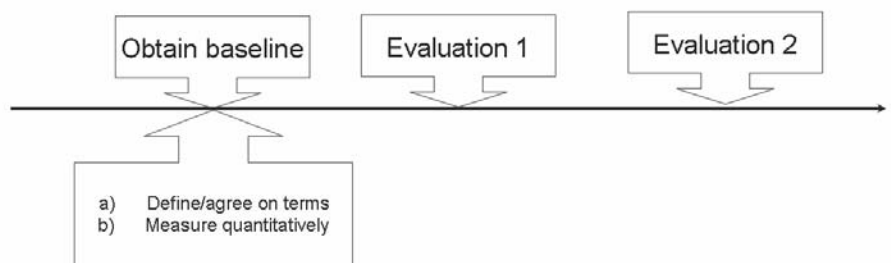 Obtain baseline
Evaluation 1
Evaluation 2
a) Define/agree on terms
b) Measure quantitatively